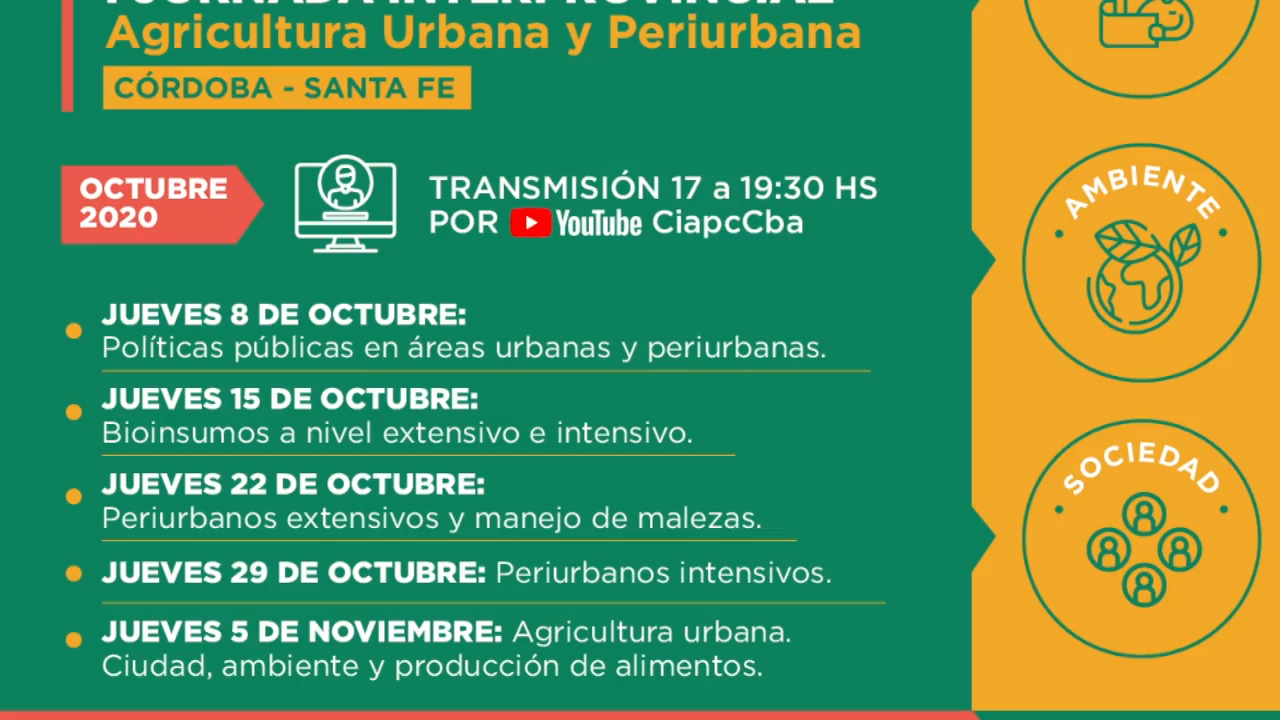 I JORNADA INTERPROVINCIAL
Agricultura Urbana y Periurbana
CÓRDOBA - SANTA FE
OCTUBRE
2020
TRANSMISIÓN 17 a 19:30 HS
POR YouTube CiapcCba
JUEVES 8 DE OCTUBRE:
Políticas públicas en áreas urbanas y periurbanas.
JUEVES 15 DE OCTUBRE:
Bioinsumos a nivel extensivo e intensivo.
JUEVES 22 DE OCTUBRE:
Periurbanos extensivos y manejo de malezas.
JUEVES 29 DE OCTUBRE: Periurbanos intensivos.
JUEVES 5 DE NOVIEMBRE: Agricultura urbana.
Ciudad, ambiente y producción de alimentos.
AMBIENTE
SOCIEDAD